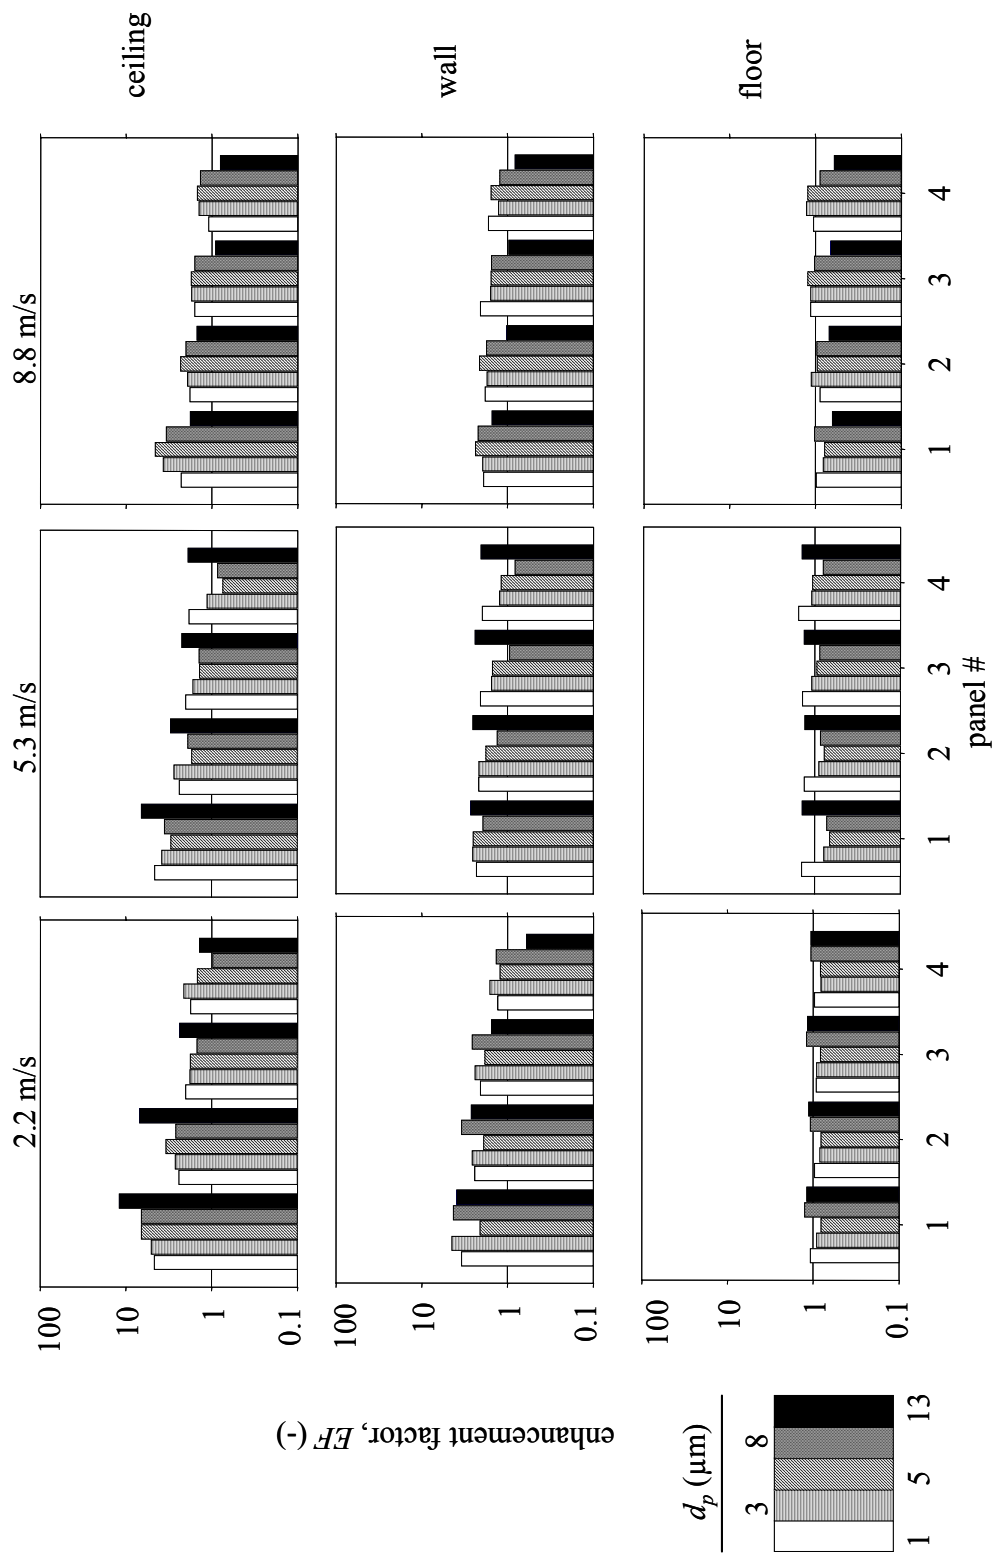 2.2 m/s 5.3 m/s 8.8 m/s
100
10
1
0.1
ceiling
100
10
1
0.1
wall
100
10
1
0.1
floor
1 2 3 4 1 2 3 4 1 2 3 4
panel #
enhancement factor, EF (-)
dp (μm)
3 8
1 5 13